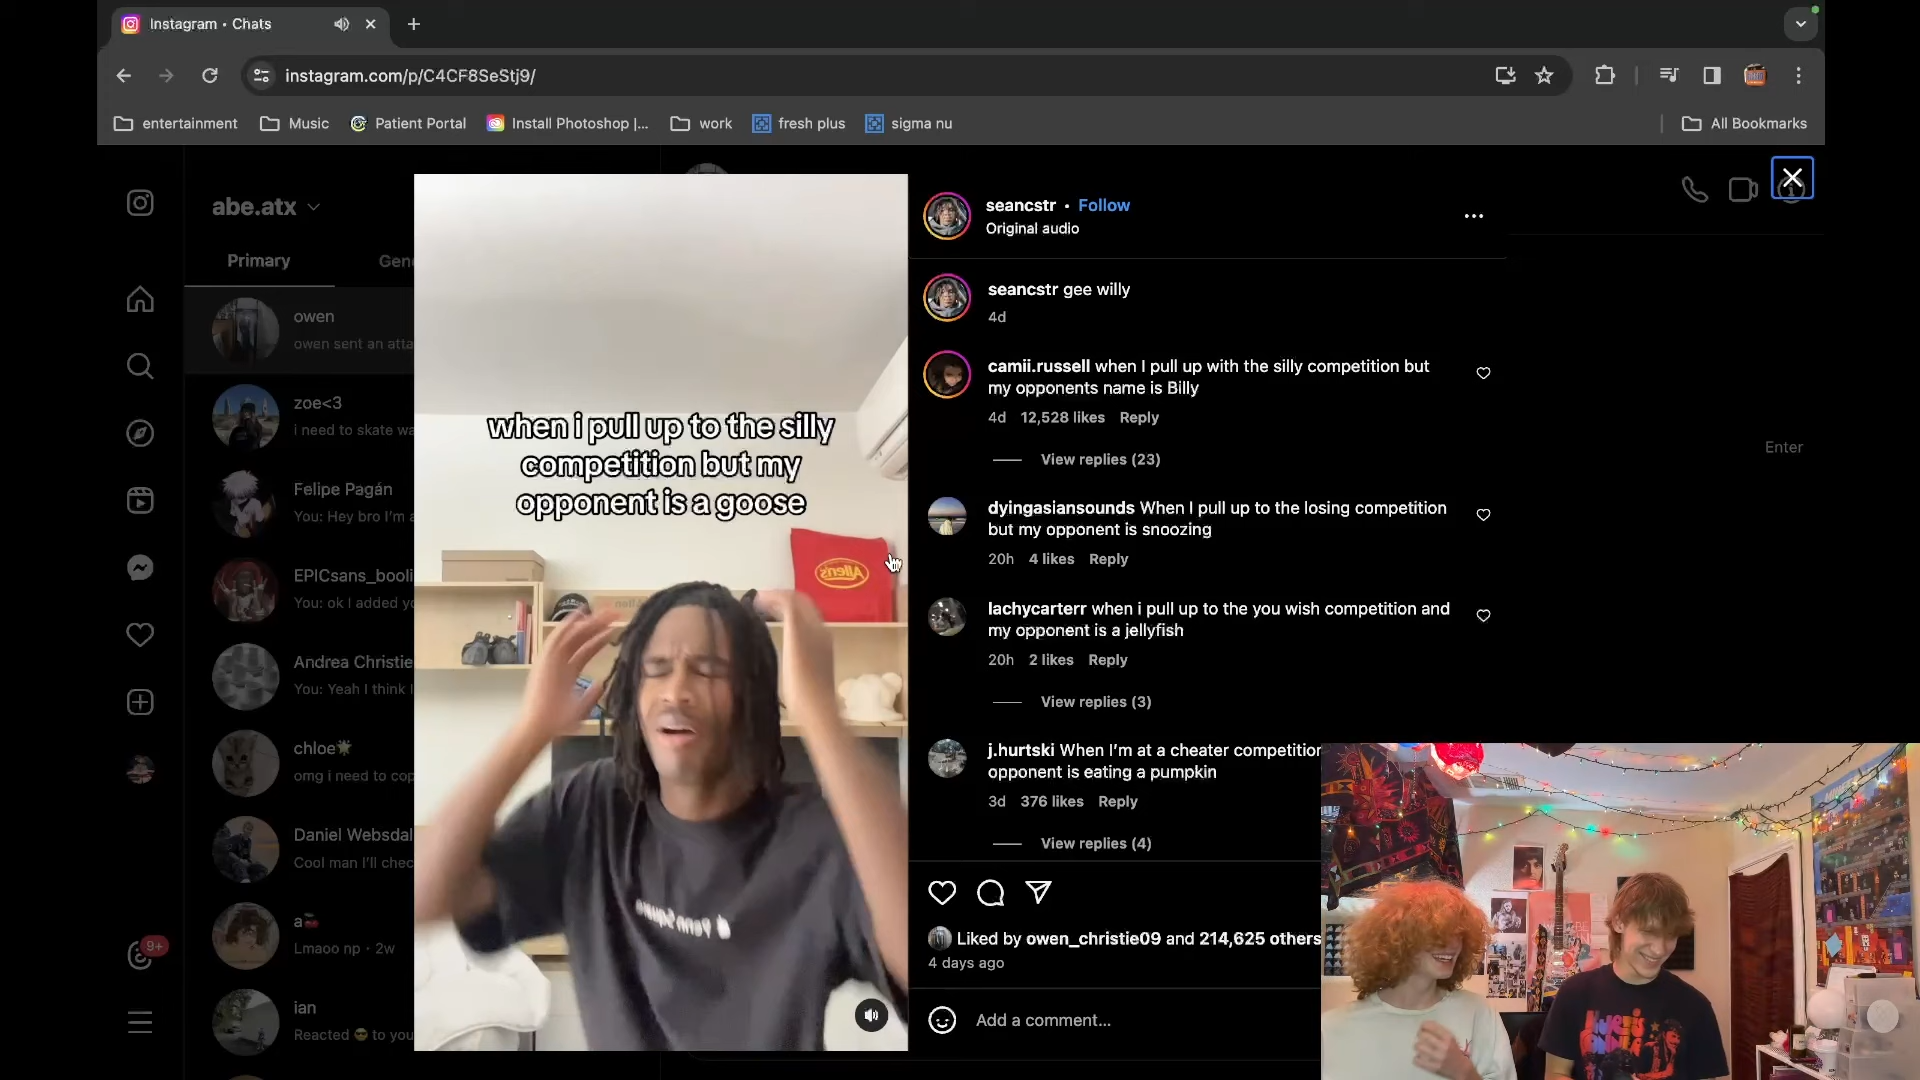 Instagram • Chats
instagram.com/p/C4CF8SeStj9/
entertainment
Music
Patient Portal
Install Photoshop |...
work
fresh plus
sigma nu
All Bookmarks
abe.atx
Primary
Gene
owen
owen sent an atta
zoe<3
i need to skate wa
Felipe Pagán
You: Hey bro I'm a
EPICsans_booli
You: ok I added yo
Andrea Christie
You: Yeah I think I
chloe🌟
omg i need to cop
Daniel Websdal
Cool man I'll chec
a🍒
Lmaoo np · 2w
ian
Reacted 😎 to you
9+
when i pull up to the silly
competition but my
opponent is a goose
Allen's
seancstr • Follow
Original audio
seancstr gee willy
4d
camii.russell when I pull up with the silly competition but
my opponents name is Billy
4d 12,528 likes Reply
View replies (23)
dyingasiansounds When I pull up to the losing competition
but my opponent is snoozing
20h 4 likes Reply
lachycarterr when i pull up to the you wish competition and
my opponent is a jellyfish
20h 2 likes Reply
View replies (3)
j.hurtski When I'm at a cheater competition
opponent is eating a pumpkin
3d 376 likes Reply
View replies (4)
Liked by owen_christie09 and 214,625 others
4 days ago
Add a comment...
Enter